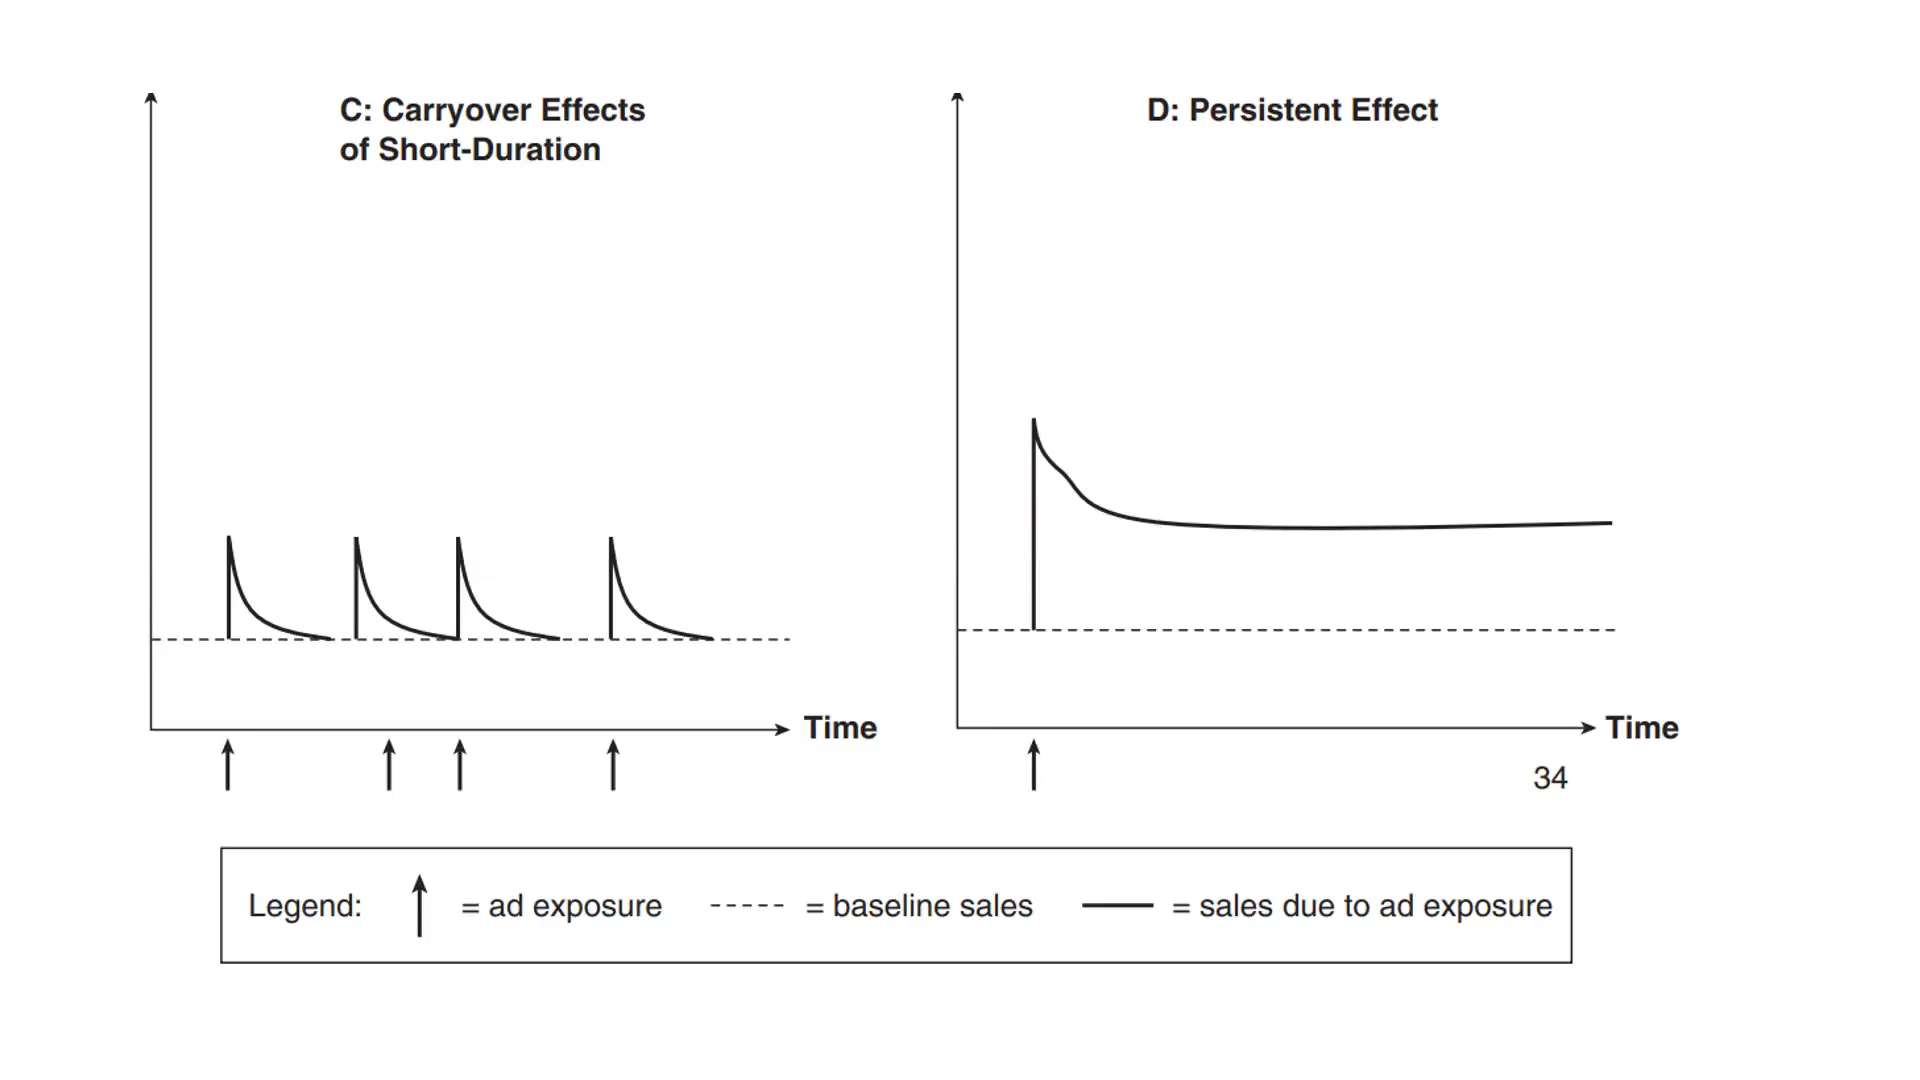 C: Carryover Effects
of Short-Duration
Time
D: Persistent Effect
Time
34
Legend: = ad exposure = baseline sales = sales due to ad exposure